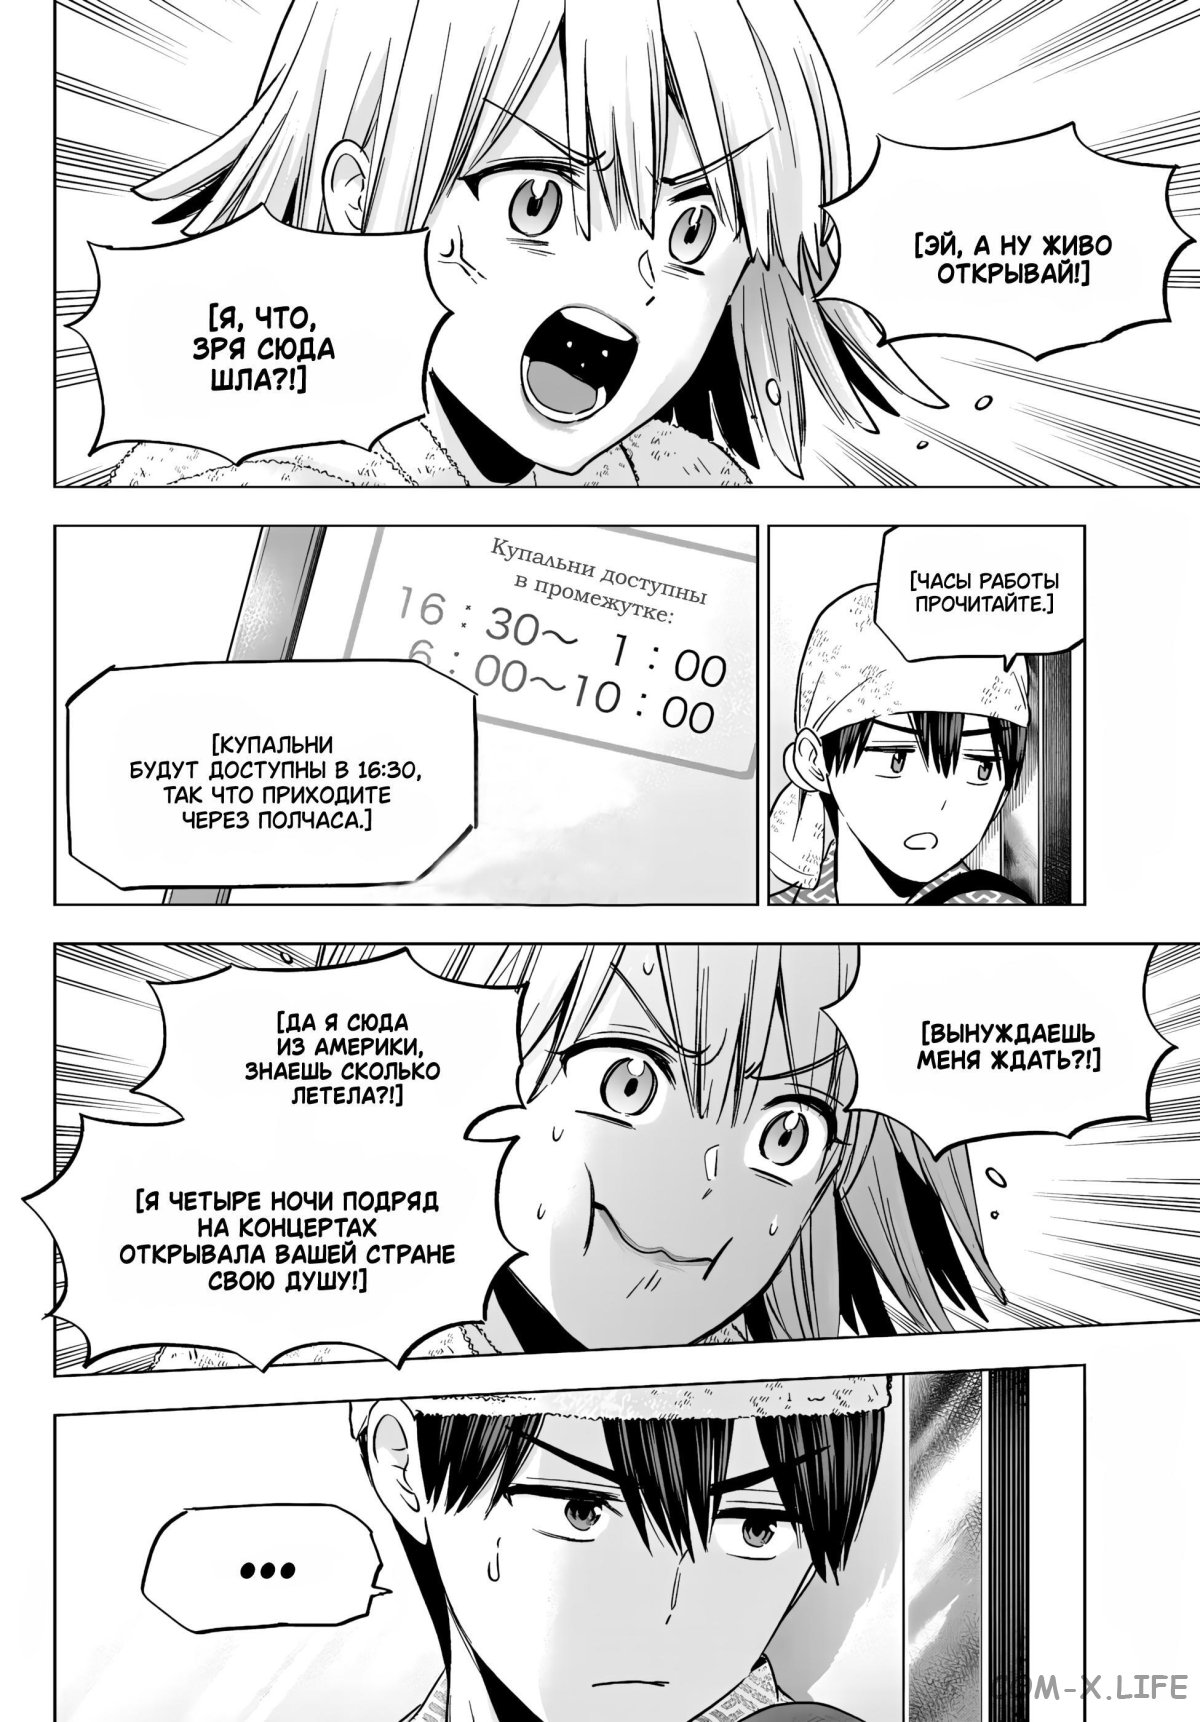 [ЭЙ, А НУ ЖИВО
ОТКРЫВАЙ!]
[Я, ЧТО,
ЗРЯ СЮДА
ШЛА?!]
[ЧАСЫ РАБОТЫ
ПРОЧИТАЙТЕ.]
Купальни доступны
в промежутке:
16:30～1:00
6:00～10:00
[КУПАЛЬНИ
БУДУТ ДОСТУПНЫ В 16:30,
ТАК ЧТО ПРИХОДИТЕ
ЧЕРЕЗ ПОЛЧАСА.]
[ВЫНУЖДАЕШЬ
МЕНЯ ЖДАТЬ?!]
[ДА Я СЮДА
ИЗ АМЕРИКИ,
ЗНАЕШЬ СКОЛЬКО
ЛЕТЕЛА?!]
[Я ЧЕТЫРЕ НОЧИ ПОДРЯД
НА КОНЦЕРТАХ
ОТКРЫВАЛА ВАШЕЙ СТРАНЕ
СВОЮ ДУШУ!]
...
COM-X.LIFE